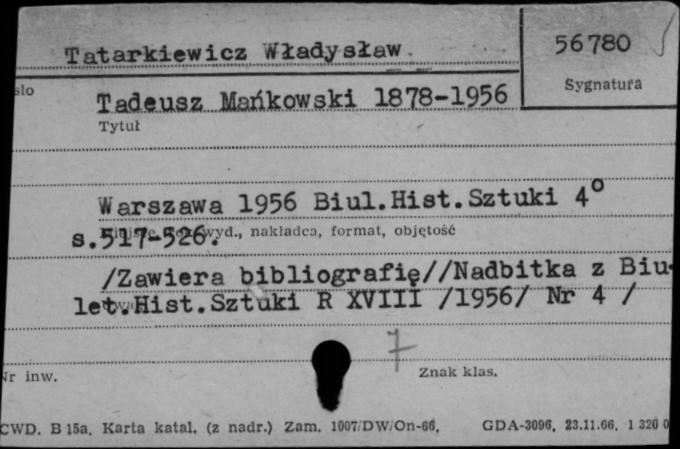 Tatarkiewicz Władysław.
56780
Sygnatura
sło
Tadeusz Mańkowski 1878-1956
Tytuł
Warszawa 1956 Biul.Hist.Sztuki 4°
s.517-526.
wyd., nakładca, format, objętość
/Zawiera bibliografię//Nadbitka z Biu-
let.Hist.Sztuki R XVIII /1956/ Nr 4 /
7
Nr inw.
Znak klas.
CWD. B 15a. Karta katal. (z nadr.) Zam. 1007/DW/On-66. GDA-3096, 23.11.66. 1 320 0